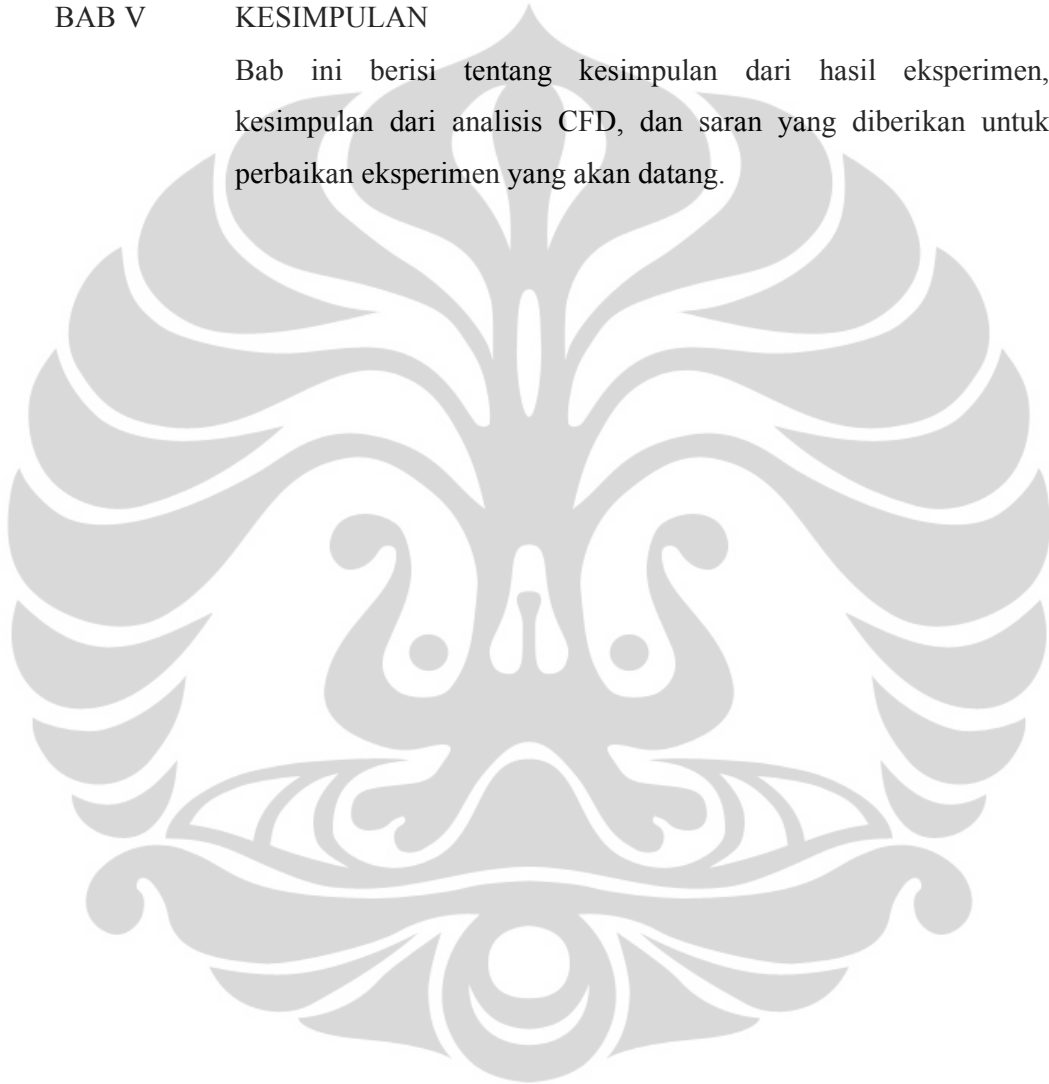 BAB V KESIMPULAN
Bab ini berisi tentang kesimpulan dari hasil eksperimen,
kesimpulan dari analisis CFD, dan saran yang diberikan untuk
perbaikan eksperimen yang akan datang.